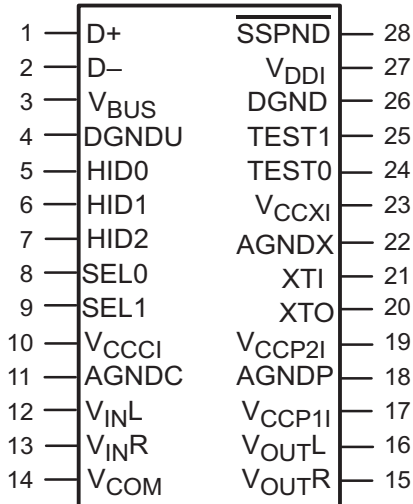 1 D+ SSPND 28
2 D– VDDI 27
3 VBUS DGND 26
4 DGNDU TEST1 25
5 HID0 TEST0 24
6 HID1 VCCXI 23
7 HID2 AGNDX 22
8 SEL0 XTI 21
9 SEL1 XTO 20
10 VCCCI VCCP2I 19
11 AGNDC AGNDP 18
12 VINL VCCP1I 17
13 VINR VOUTL 16
14 VCOM VOUTR 15